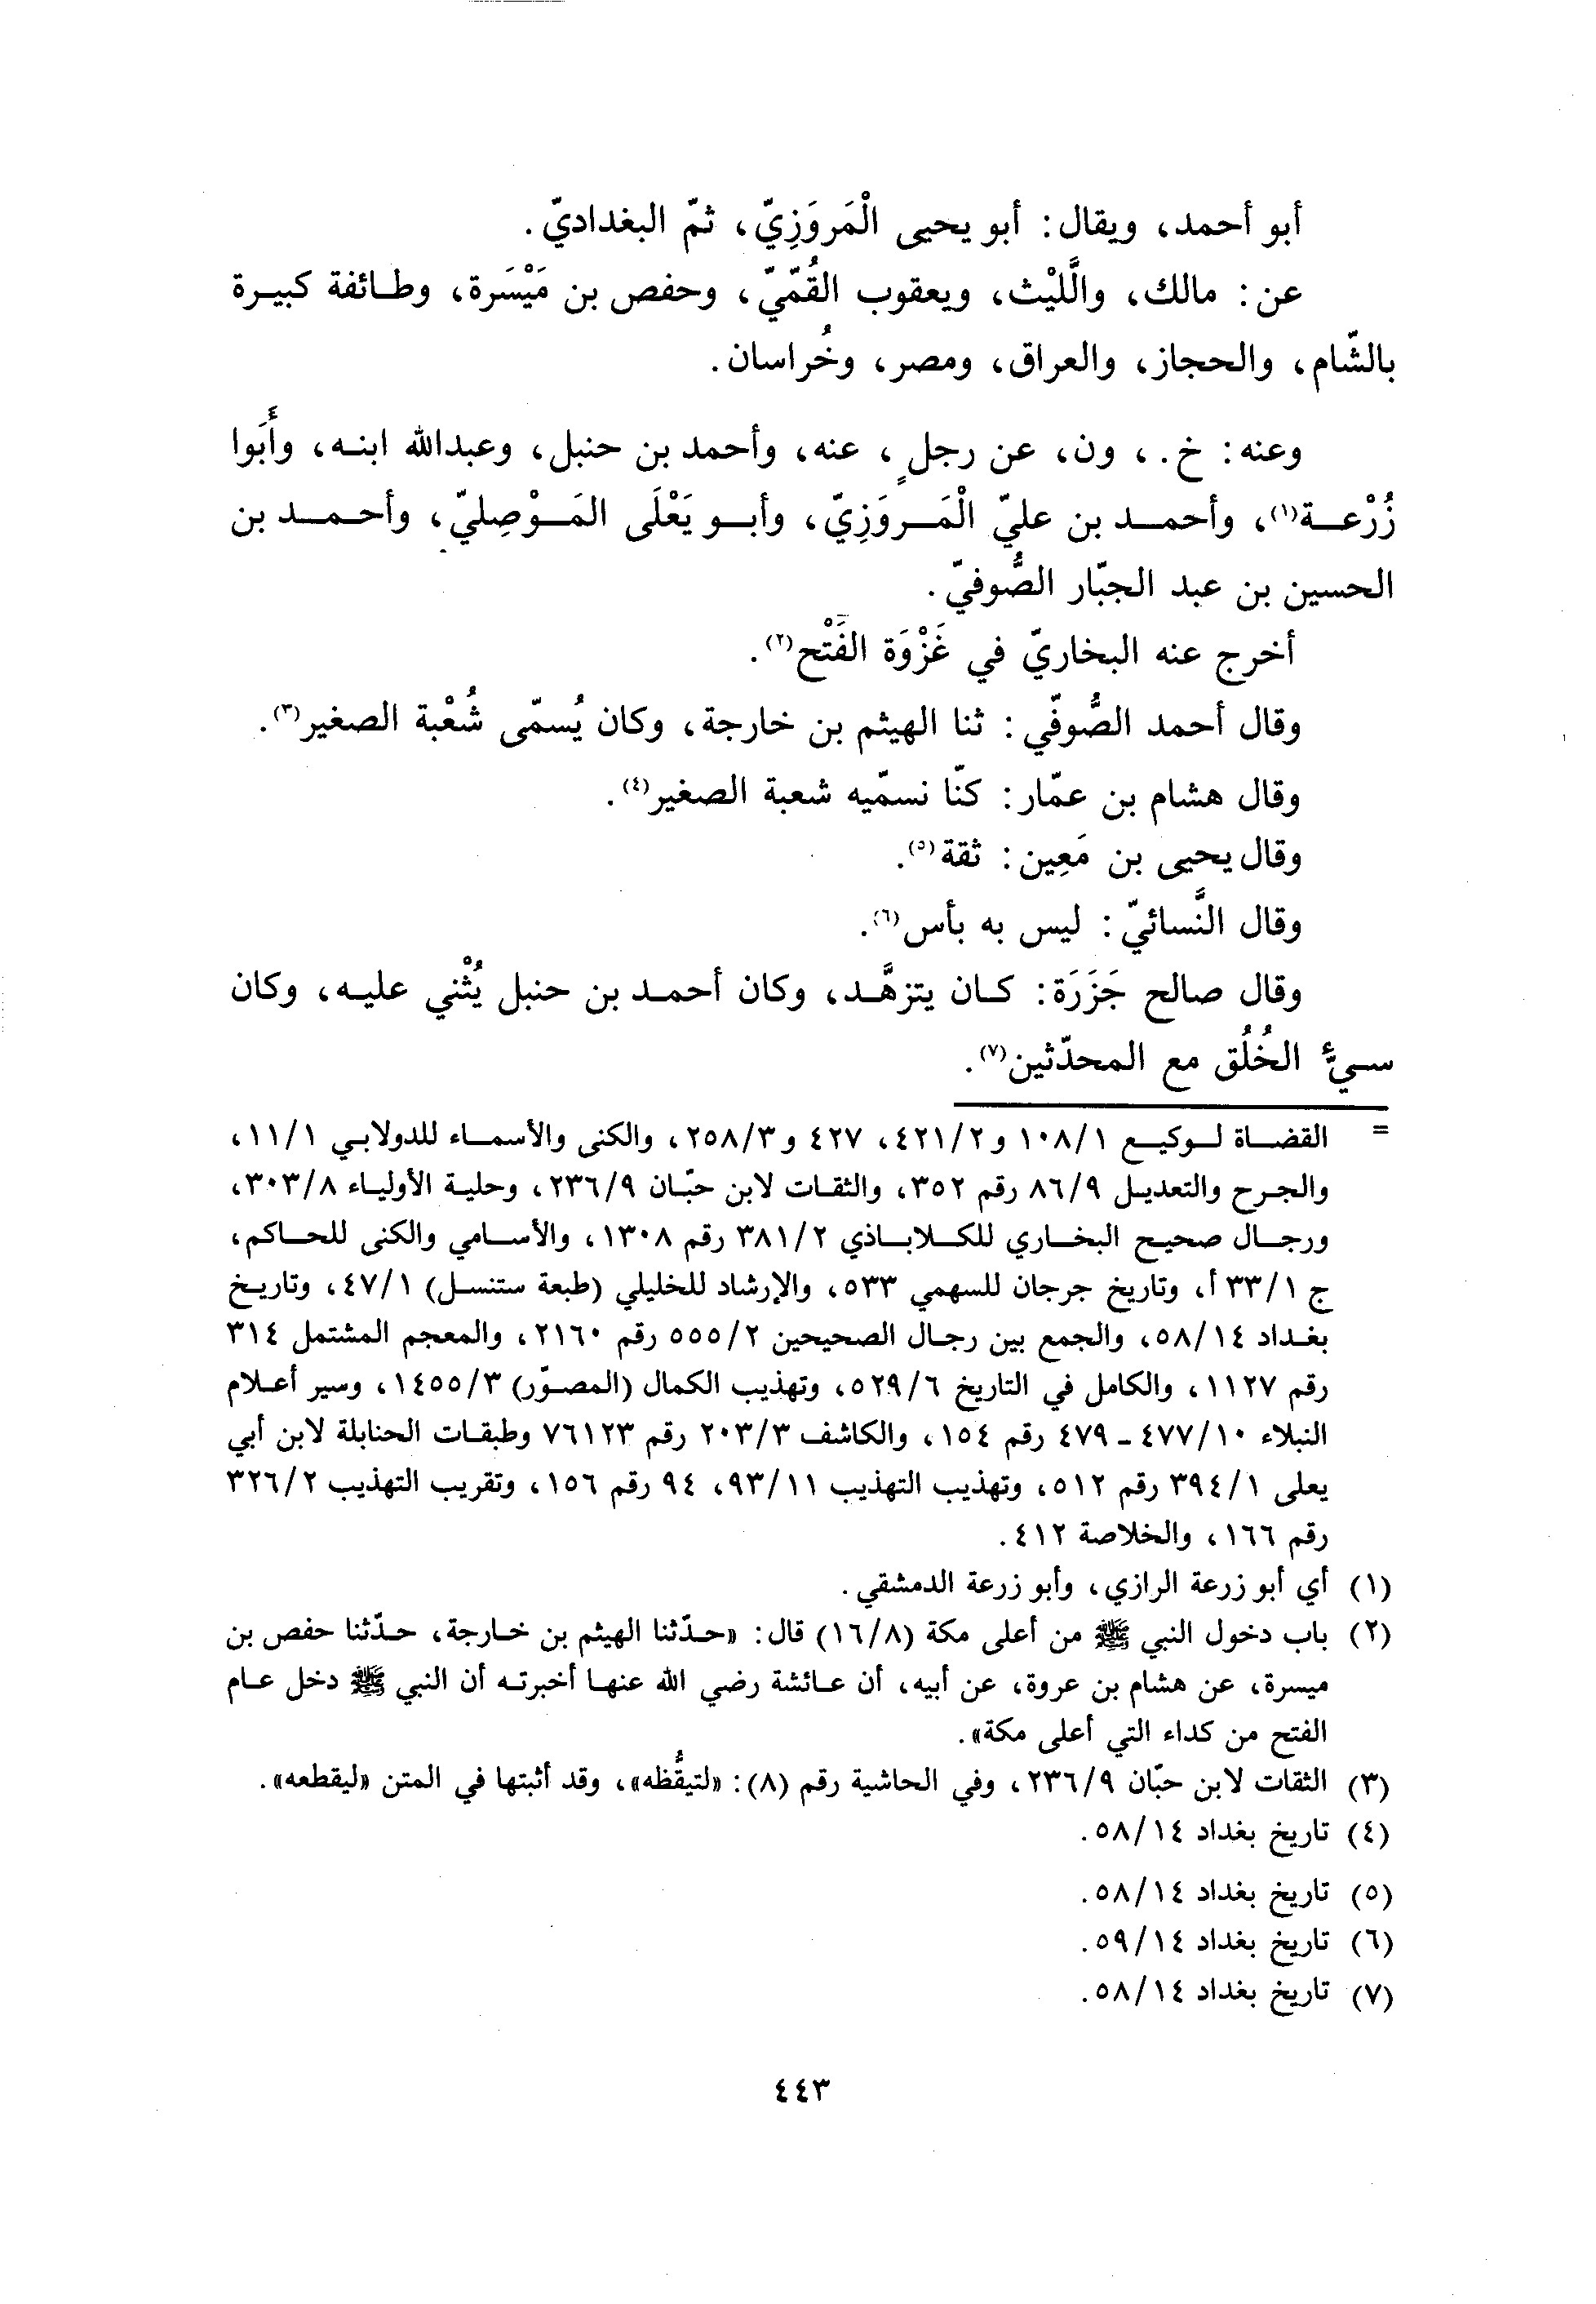 أبو أحمد، ويقال: أبو يحيى الْمَروَزِيّ، ثمّ البغداديّ.
عن: مالك، واللَّيْث، ويعقوب القُمّيّ، وحفص بن مَيْسَرة، وطائفة كبيرة
بالشّام، والحجاز، والعراق، ومصر، وخُراسان.
وعنه: خ.، ون، عن رجلٍ، عنه، وأحمد بن حنبل، وعبدالله ابنه، وأَبَوا
زُرْعة(١)، وأحمد بن عليّ الْمَروَزِيّ، وأبو يَعْلَى المَوْصِليّ، وأحمد بن
الحسين بن عبد الجبّار الصُّوفيّ.
أخرج عنه البخاريّ في غَزْوَة الفَتْح(٢).
وقال أحمد الصُّوفّي: ثنا الهيثم بن خارجة، وكان يُسمّى شُعْبة الصغير(٣).
وقال هشام بن عمّار: كنّا نسمّيه شعبة الصغير(٤).
وقال يحيى بن مَعِين: ثقة(٥).
وقال النَّسائيّ: ليس به بأس(٦).
وقال صالح جَزَرَة: كان يتزهَّد، وكان أحمد بن حنبل يُثْني عليه، وكان
سيّءُ الخُلُق مع المحدّثين(٧).
= القضاة لوكيع ١٠٨/١ و٤٢١/٢، ٤٢٧ و٢٥٨/٣، والكنى والأسماء للدولابي ١١/١،
والجرح والتعديل ٨٦/٩ رقم ٣٥٢، والثقات لابن حبّان ٢٣٦/٩، وحلية الأولياء ٣٠٣/٨،
ورجال صحيح البخاري للكلاباذي ٣٨١/٢ رقم ١٣٠٨، والأسامي والكنى للحاكم،
ج ٣٣/١ أ، وتاريخ جرجان للسهمي ٥٣٣، والإرشاد للخليلي (طبعة ستنسل) ٤٧/١، وتاريخ
بغداد ٥٨/١٤، والجمع بين رجال الصحيحين ٥٥٥/٢ رقم ٢١٦٠، والمعجم المشتمل ٣١٤
رقم ١١٢٧، والكامل في التاريخ ٥٢٩/٦، وتهذيب الكمال (المصوّر) ١٤٥٥/٣، وسير أعلام
النبلاء ٤٧٧/١٠ - ٤٧٩ رقم ١٥٤، والكاشف ٢٠٣/٣ رقم ٧٦١٢٣ وطبقات الحنابلة لابن أبي
يعلى ٣٩٤/١ رقم ٥١٢، وتهذيب التهذيب ٩٣/١١، ٩٤ رقم ١٥٦، وتقريب التهذيب ٣٢٦/٢
رقم ١٦٦، والخلاصة ٤١٢.
(١) أي أبو زرعة الرازي، وأبو زرعة الدمشقي.
(٢) باب دخول النبي ﷺ من أعلى مكة (١٦/٨) قال: «حدّثنا الهيثم بن خارجة، حدّثنا حفص بن
ميسرة، عن هشام بن عروة، عن أبيه، أن عائشة رضي الله عنها أخبرته أن النبي ﷺ دخل عام
الفتح من كداء التي أعلى مكة».
(٣) الثقات لابن حبّان ٢٣٦/٩، وفي الحاشية رقم (٨): «لتيقُّظه»، وقد أثبتها في المتن «ليقطعه».
(٤) تاريخ بغداد ٥٨/١٤.
(٥) تاريخ بغداد ٥٨/١٤.
(٦) تاريخ بغداد ٥٩/١٤.
(٧) تاريخ بغداد ٥٨/١٤.
٤٤٣